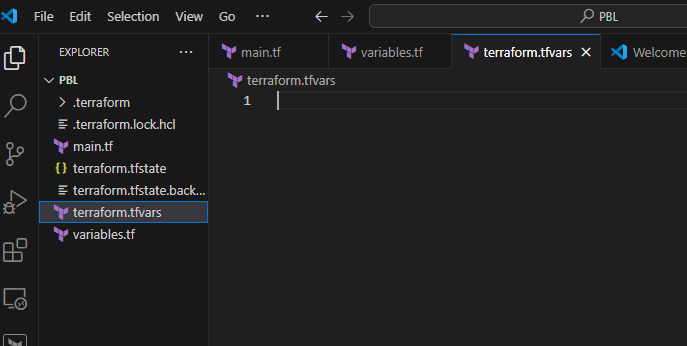 File Edit Selection View Go ... PBL
EXPLORER ...
main.tf variables.tf terraform.tfvars Welcome
PBL
terraform.tfvars
.terraform
1
.terraform.lock.hcl
main.tf
{} terraform.tfstate
terraform.tfstate.back...
terraform.tfvars
variables.tf